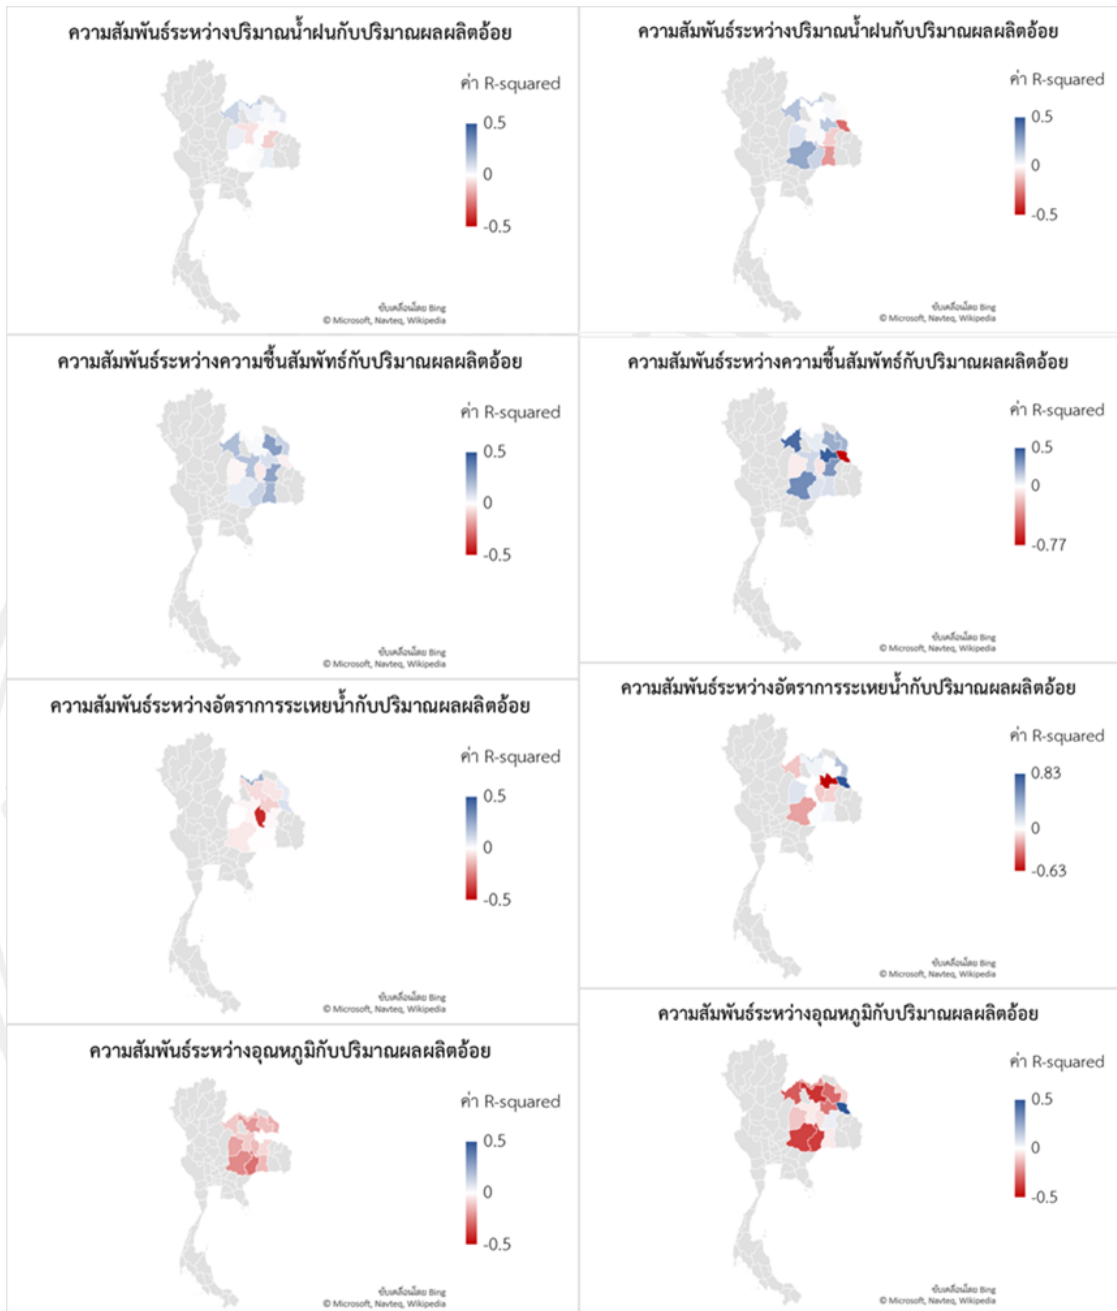 ความสัมพันธ์ระหว่างปริมาณน้ำฝนกับปริมาณผลผลิตอ้อย
ค่า R-squared
0.5
0
-0.5
ขับเคลื่อนโดย Bing
© Microsoft, Navteq, Wikipedia
ความสัมพันธ์ระหว่างปริมาณน้ำฝนกับปริมาณผลผลิตอ้อย
ค่า R-squared
0.5
0
-0.5
ขับเคลื่อนโดย Bing
© Microsoft, Navteq, Wikipedia
ความสัมพันธ์ระหว่างความชื้นสัมพัทธ์กับปริมาณผลผลิตอ้อย
ค่า R-squared
0.5
0
-0.5
ขับเคลื่อนโดย Bing
© Microsoft, Navteq, Wikipedia
ความสัมพันธ์ระหว่างความชื้นสัมพัทธ์กับปริมาณผลผลิตอ้อย
ค่า R-squared
0.5
0
-0.77
ขับเคลื่อนโดย Bing
© Microsoft, Navteq, Wikipedia
ความสัมพันธ์ระหว่างอัตราการระเหยน้ำกับปริมาณผลผลิตอ้อย
ค่า R-squared
0.5
0
-0.5
ขับเคลื่อนโดย Bing
© Microsoft, Navteq, Wikipedia
ความสัมพันธ์ระหว่างอัตราการระเหยน้ำกับปริมาณผลผลิตอ้อย
ค่า R-squared
0.83
0
-0.63
ขับเคลื่อนโดย Bing
© Microsoft, Navteq, Wikipedia
ความสัมพันธ์ระหว่างอุณหภูมิกับปริมาณผลผลิตอ้อย
ค่า R-squared
0.5
0
-0.5
ขับเคลื่อนโดย Bing
© Microsoft, Navteq, Wikipedia
ความสัมพันธ์ระหว่างอุณหภูมิกับปริมาณผลผลิตอ้อย
ค่า R-squared
0.5
0
-0.5
ขับเคลื่อนโดย Bing
© Microsoft, Navteq, Wikipedia